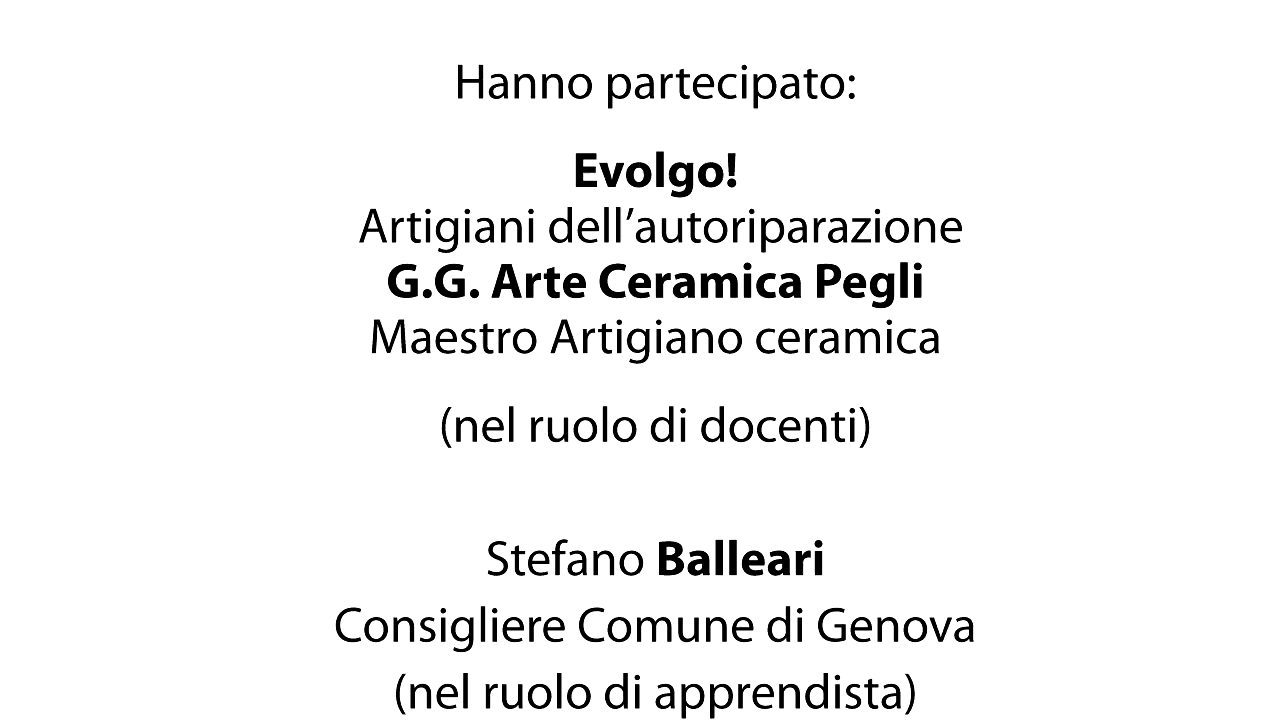 Hanno partecipato:
Evolgo!
Artigiani dell’autoriparazione
G.G. Arte Ceramica Pegli
Maestro Artigiano ceramica
(nel ruolo di docenti)
Stefano Balleari
Consigliere Comune di Genova
(nel ruolo di apprendista)